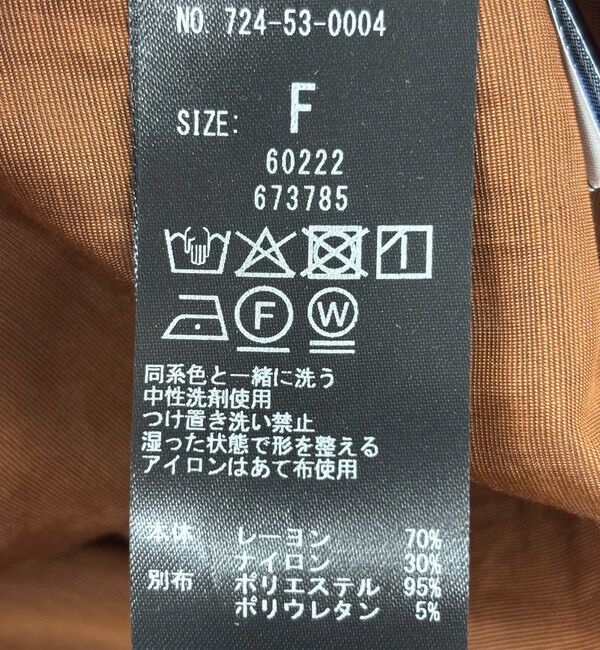 NO 724-53-0004
SIZE: F
60222
673785
F W
同系色と一緒に洗う
中性洗剤使用
つけ置き洗い禁止
湿った状態で形を整える
アイロンはあて布使用
本体 レーヨン 70%
ナイロン 30%
別布 ポリエステル 95%
ポリウレタン 5%